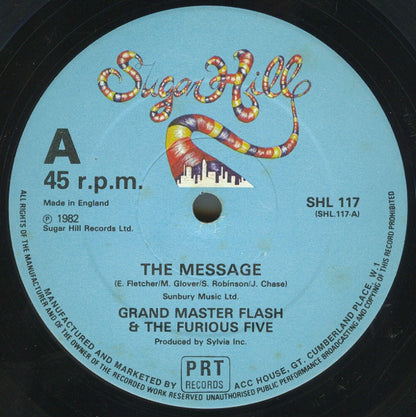 Sugar Hill
A
45 r.p.m.
Made in England
℗ 1982
Sugar Hill Records Ltd.
SHL 117
(SHL.117-A)
THE MESSAGE
(E. Fletcher/M. Glover/S. Robinson/J. Chase)
Sunbury Music Ltd.
GRAND MASTER FLASH
& THE FURIOUS FIVE
Produced by Sylvia Inc.
PRT
RECORDS
MANUFACTURED AND MARKETED BY
ACC HOUSE, GT. CUMBERLAND PLACE, W.1
ALL RIGHTS OF THE MANUFACTURER AND OF THE OWNER OF THE RECORDED WORK RESERVED UNAUTHORISED PUBLIC PERFORMANCE BROADCASTING AND COPYING OF THIS RECORD PROHIBITED